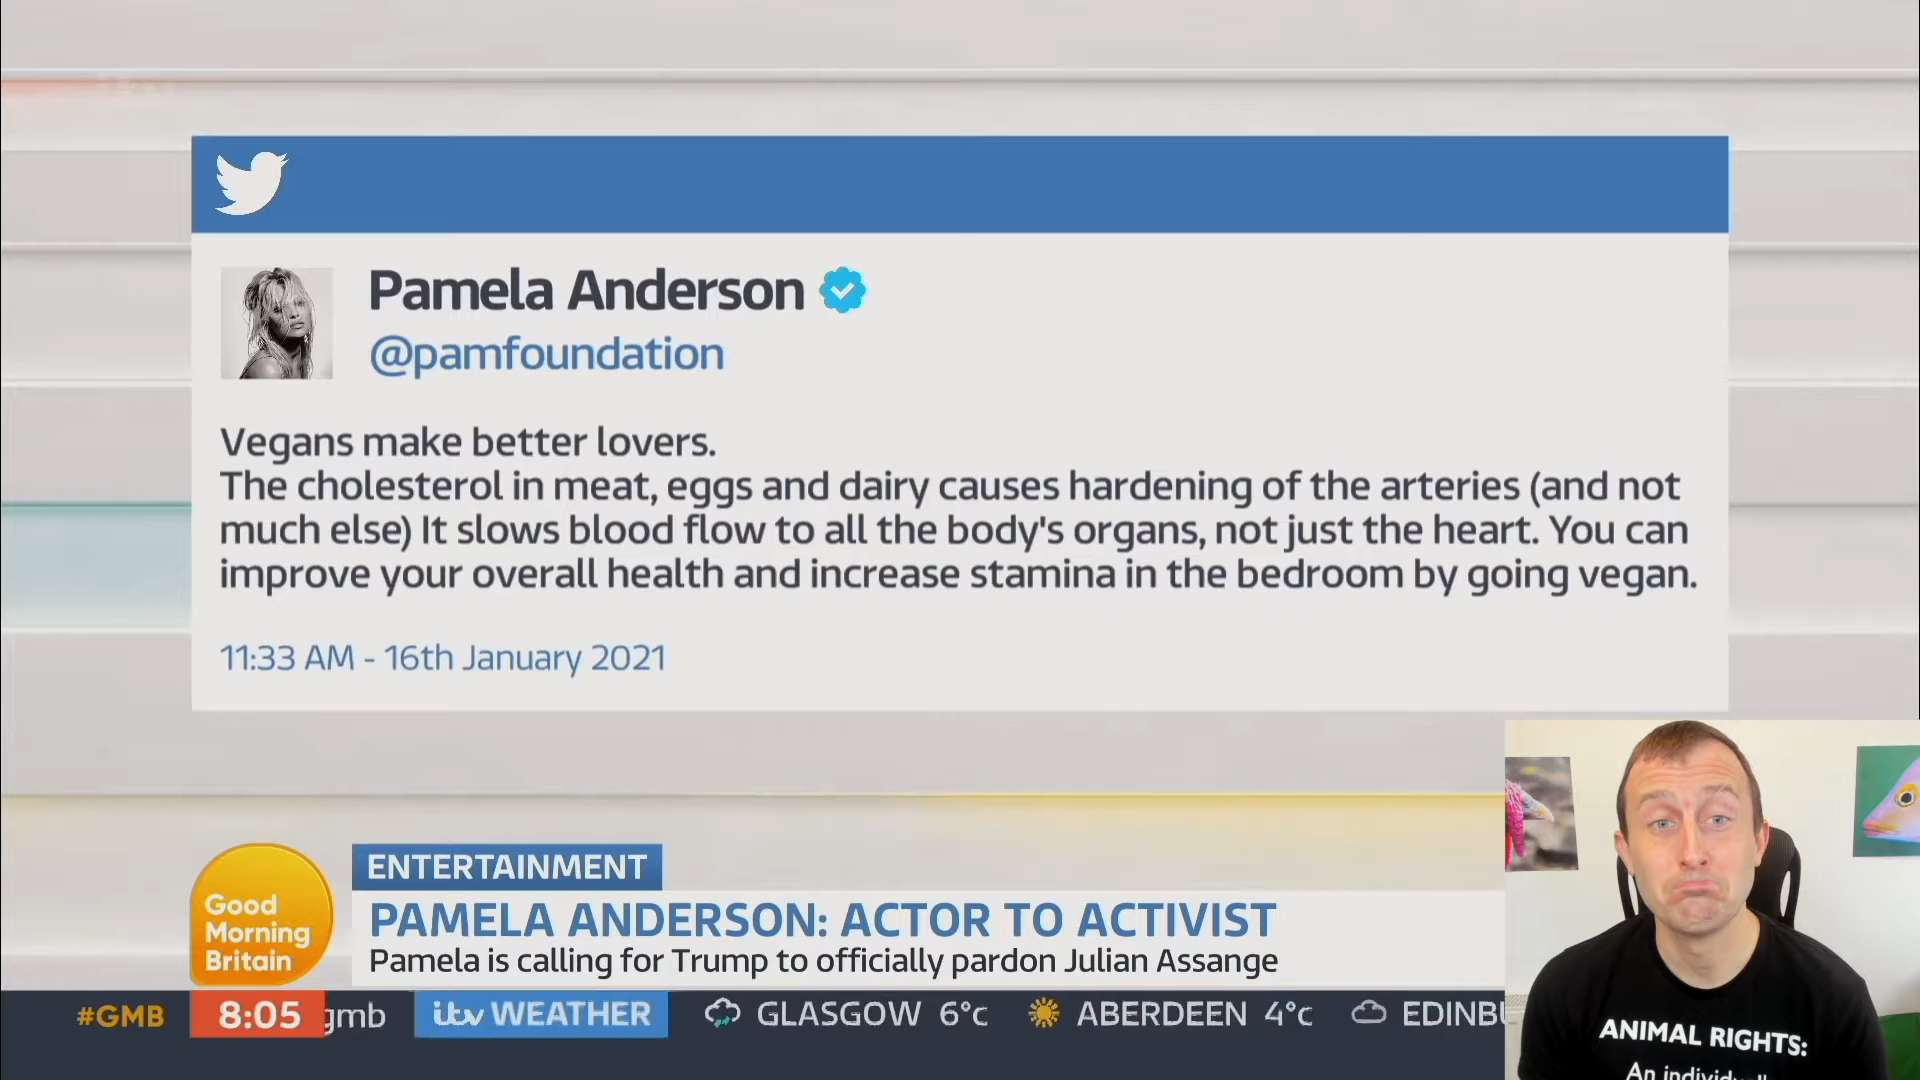 Pamela Anderson
@pamfoundation
Vegans make better lovers.
The cholesterol in meat, eggs and dairy causes hardening of the arteries (and not
much else) It slows blood flow to all the body's organs, not just the heart. You can
improve your overall health and increase stamina in the bedroom by going vegan.
11:33 AM - 16th January 2021
ENTERTAINMENT
Good
Morning
Britain
PAMELA ANDERSON: ACTOR TO ACTIVIST
Pamela is calling for Trump to officially pardon Julian Assange
#GMB 8:05 gmb itv WEATHER GLASGOW 6°c ABERDEEN 4°c EDINBU
ANIMAL RIGHTS:
An